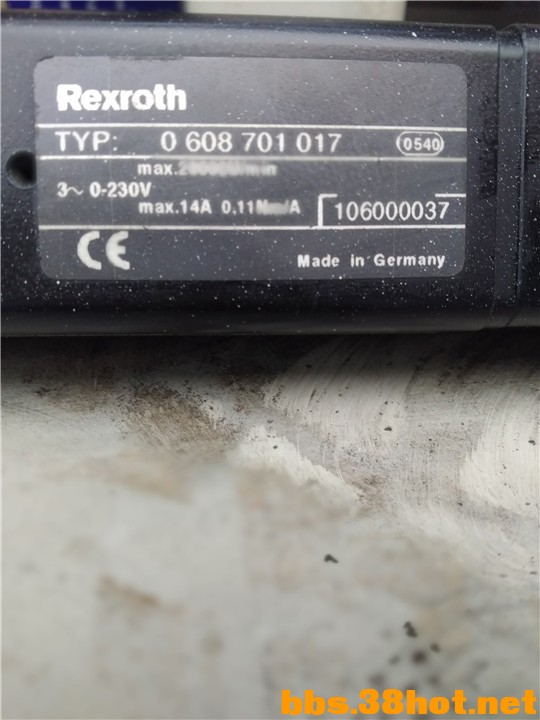 Rexroth
TYP: 0 608 701 017 0540
max.
3~ 0-230V
max.14A 0,11 /A 106000037
CE
Made in Germany
bbs.38hot.net